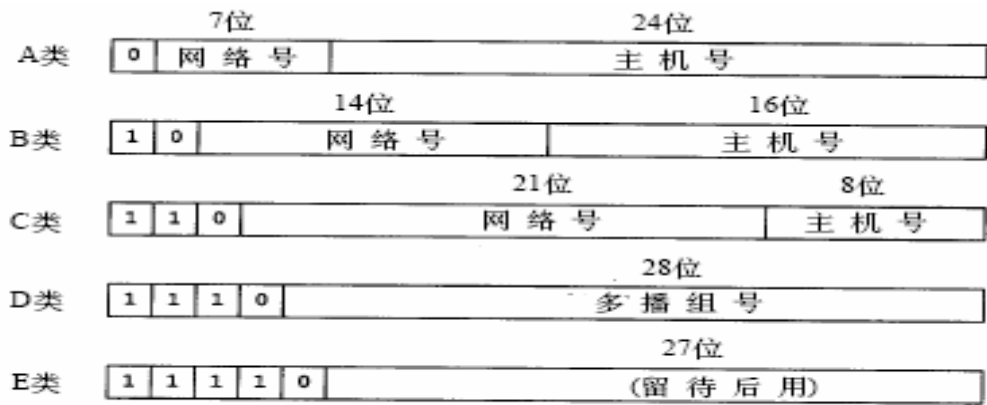 7位 24位
A类 0 网络号 主机号
14位 16位
B类 1 0 网络号 主机号
21位 8位
C类 1 1 0 网络号 主机号
28位
D类 1 1 1 0 多播组号
27位
E类 1 1 1 1 0 (留待后用)